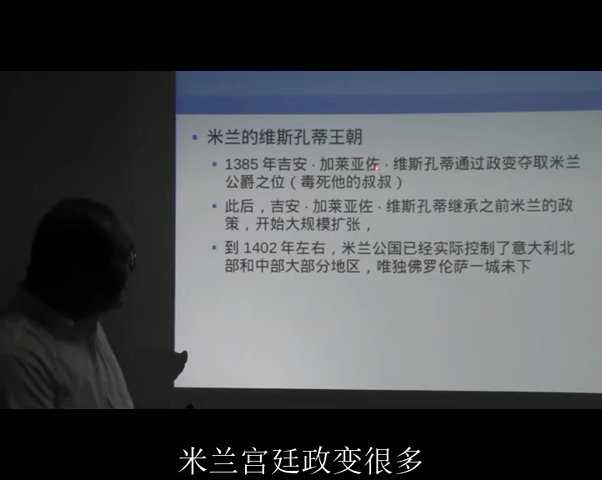 米兰的维斯孔蒂王朝
1385 年吉安 · 加莱亚佐 · 维斯孔蒂通过政变夺取米兰
公爵之位（毒死他的叔叔）
此后，吉安 · 加莱亚佐 · 维斯孔蒂继承之前米兰的政
策，开始大规模扩张，
到 1402 年左右，米兰公国已经实际控制了意大利北
部和中部大部分地区，唯独佛罗伦萨一城未下
米兰宫廷政变很多